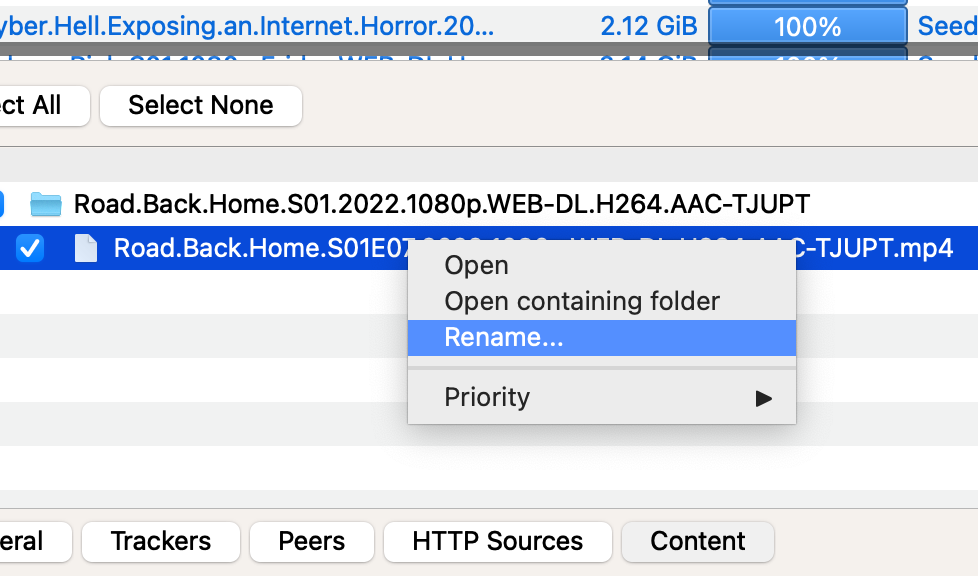 yber.Hell.Exposing.an.Internet.Horror.20... 2.12 GiB 100% Seed
ct All Select None
Road.Back.Home.S01.2022.1080p.WEB-DL.H264.AAC-TJUPT
Road.Back.Home.S01E07 C-TJUPT.mp4
Open
Open containing folder
Rename...
Priority
eral Trackers Peers HTTP Sources Content